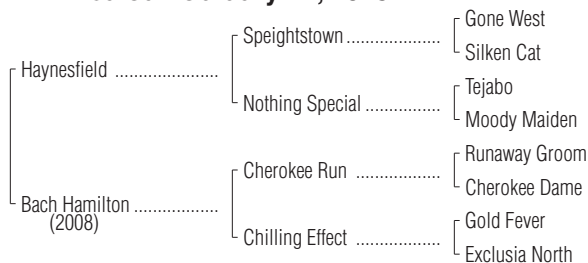 Gone West
Speightstown
Silken Cat
Haynesfield
Tejabo
Nothing Special
Moody Maiden
Runaway Groom
Cherokee Run
Cherokee Dame
Bach Hamilton
(2008)
Gold Fever
Chilling Effect
Exclusia North